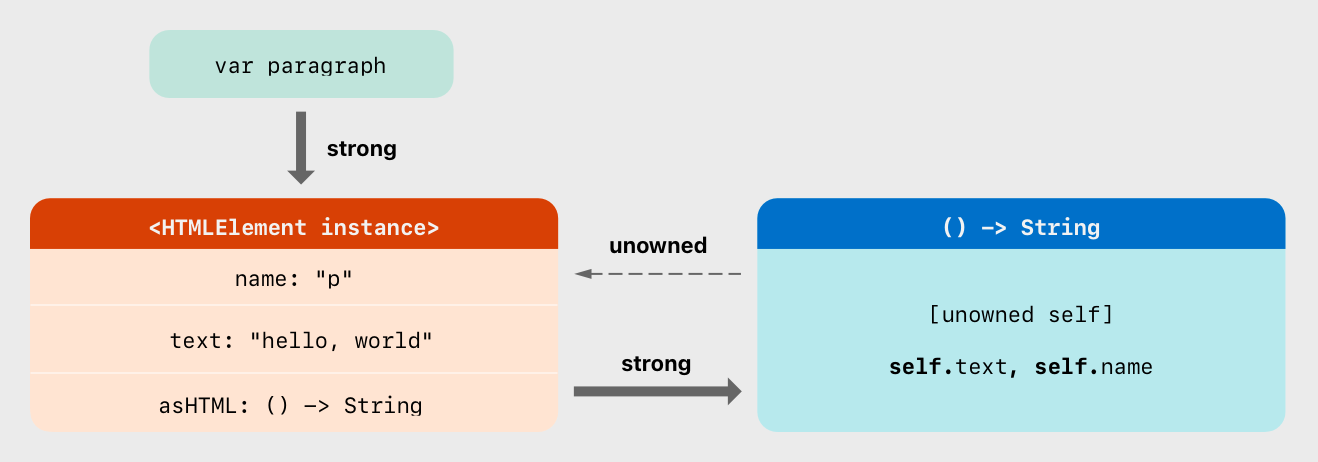 var paragraph
strong
<HTMLElement instance>
name: "p"
text: "hello, world"
asHTML: () -> String
unowned
strong
() -> String
[unowned self]
self.text, self.name